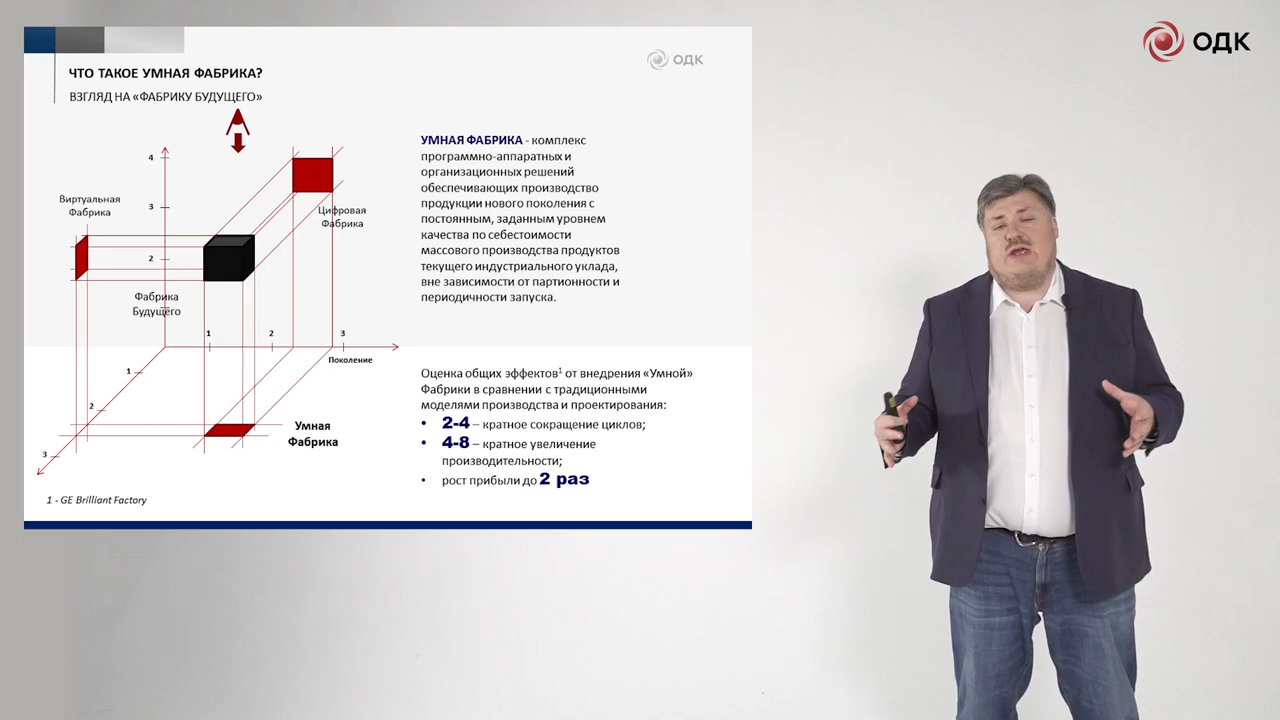 ОДК
ОДК
ЧТО ТАКОЕ УМНАЯ ФАБРИКА?
ВЗГЛЯД НА «ФАБРИКУ БУДУЩЕГО»
4
3
2
Виртуальная
Фабрика
Цифровая
Фабрика
Фабрика
Будущего
1
2
3
Поколение
1
2
3
Умная
Фабрика
1 - GE Brilliant Factory
УМНАЯ ФАБРИКА - комплекс
программно-аппаратных и
организационных решений
обеспечивающих производство
продукции нового поколения с
постоянным, заданным уровнем
качества по себестоимости
массового производства продуктов
текущего индустриального уклада,
вне зависимости от партионности и
периодичности запуска.
Оценка общих эффектов1 от внедрения «Умной»
Фабрики в сравнении с традиционными
моделями производства и проектирования:
• 2-4 – кратное сокращение циклов;
• 4-8 – кратное увеличение
производительности;
• рост прибыли до 2 раз